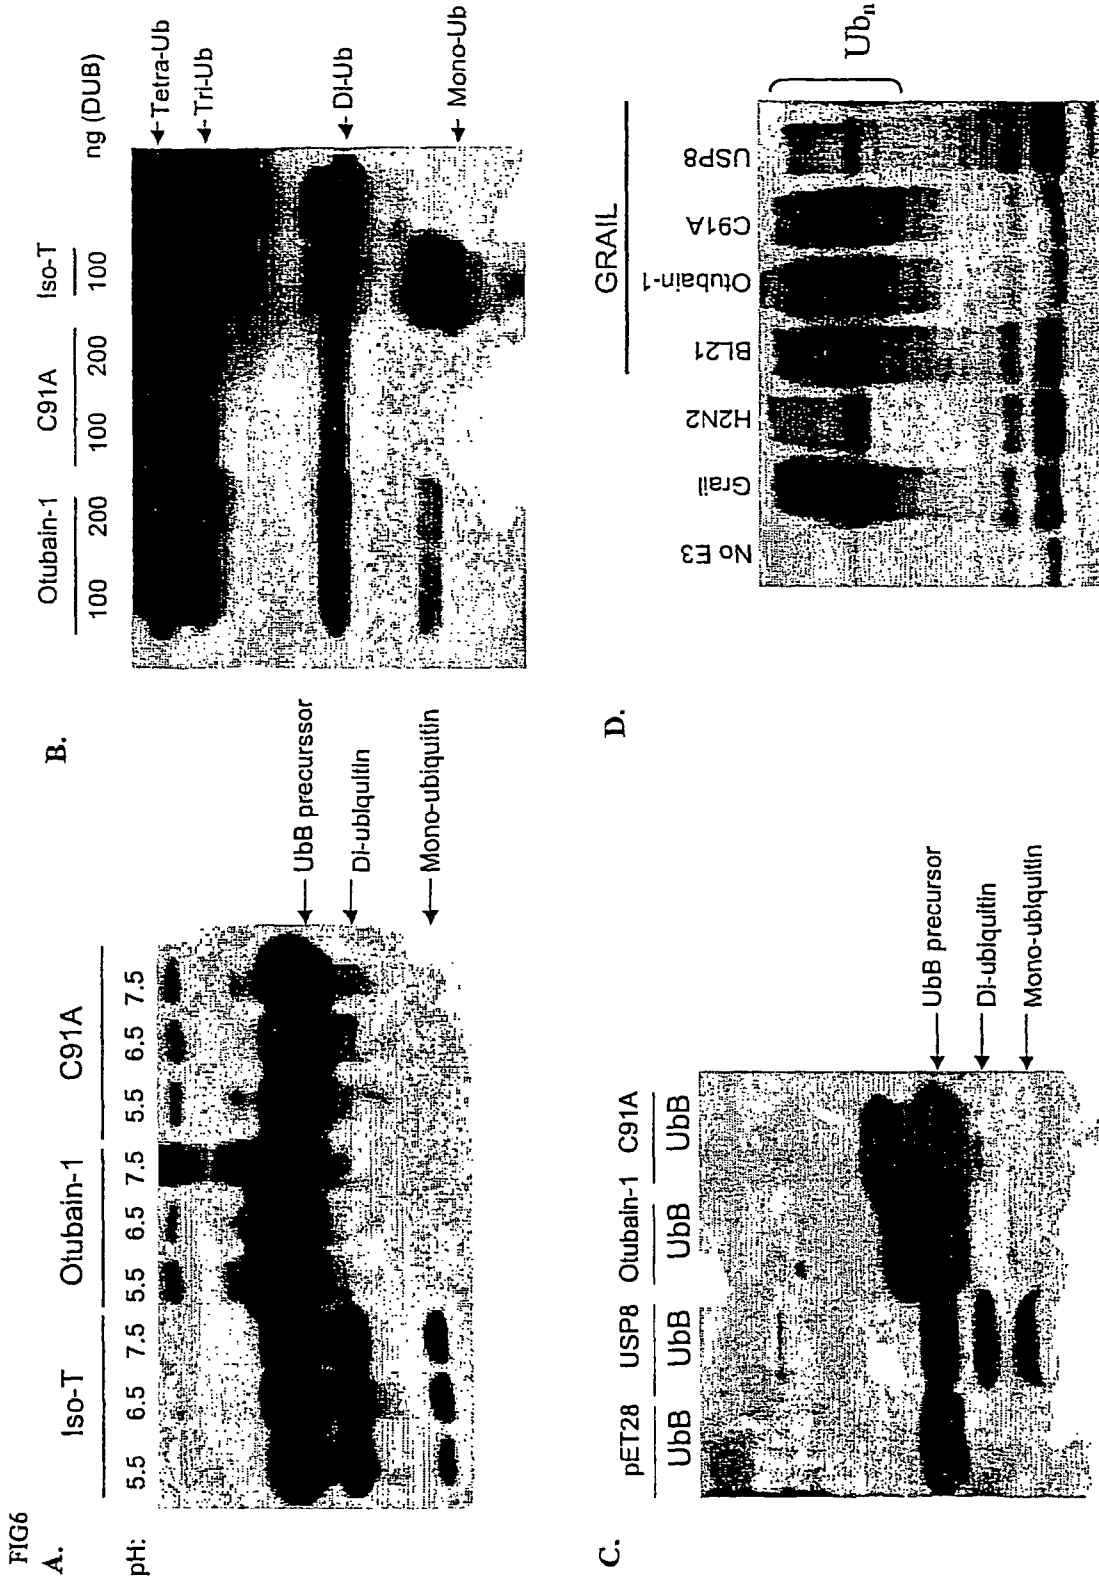 FIG6
A.
Iso-T Otubain-1 C91A
pH: 5.5 6.5 7.5 5.5 6.5 7.5 5.5 6.5 7.5
UbB precurssor
Di-ubiquitin
Mono-ubiquitin
B.
Otubain-1 C91A Iso-T
100 200 100 200 100 ng (DUB)
Tetra-Ub
Tri-Ub
Di-Ub
Mono-Ub
C.
pET28 USP8 Otubain-1 C91A
UbB UbB UbB UbB
UbB precursor
Di-ubiquitin
Mono-ubiquitin
D.
GRAIL
No E3 Grail H2N2 BL21 Otubain-1 C91A USP8
Ubn